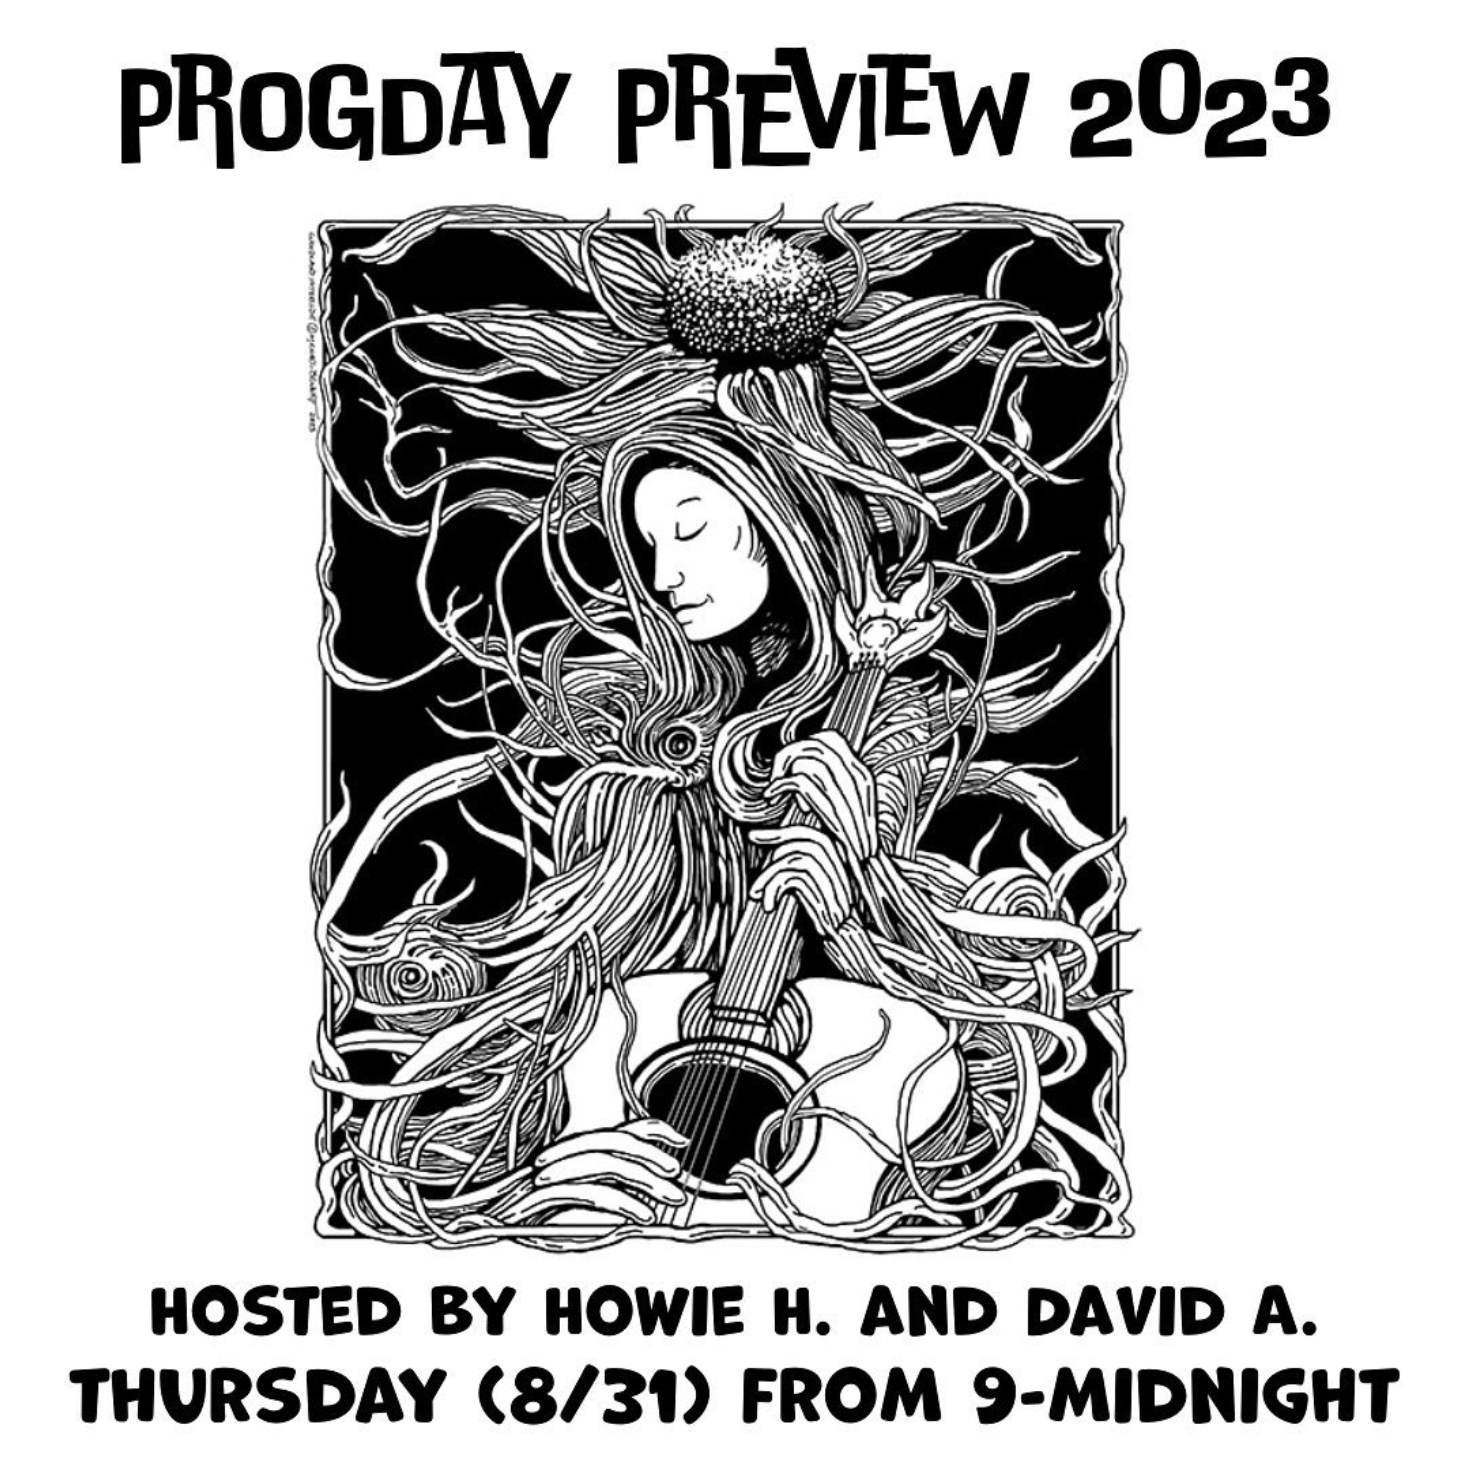 PROGDAY PREVIEW 2023
HOSTED BY HOWIE H. AND DAVID A.
THURSDAY (8/31) FROM 9-MIDNIGHT